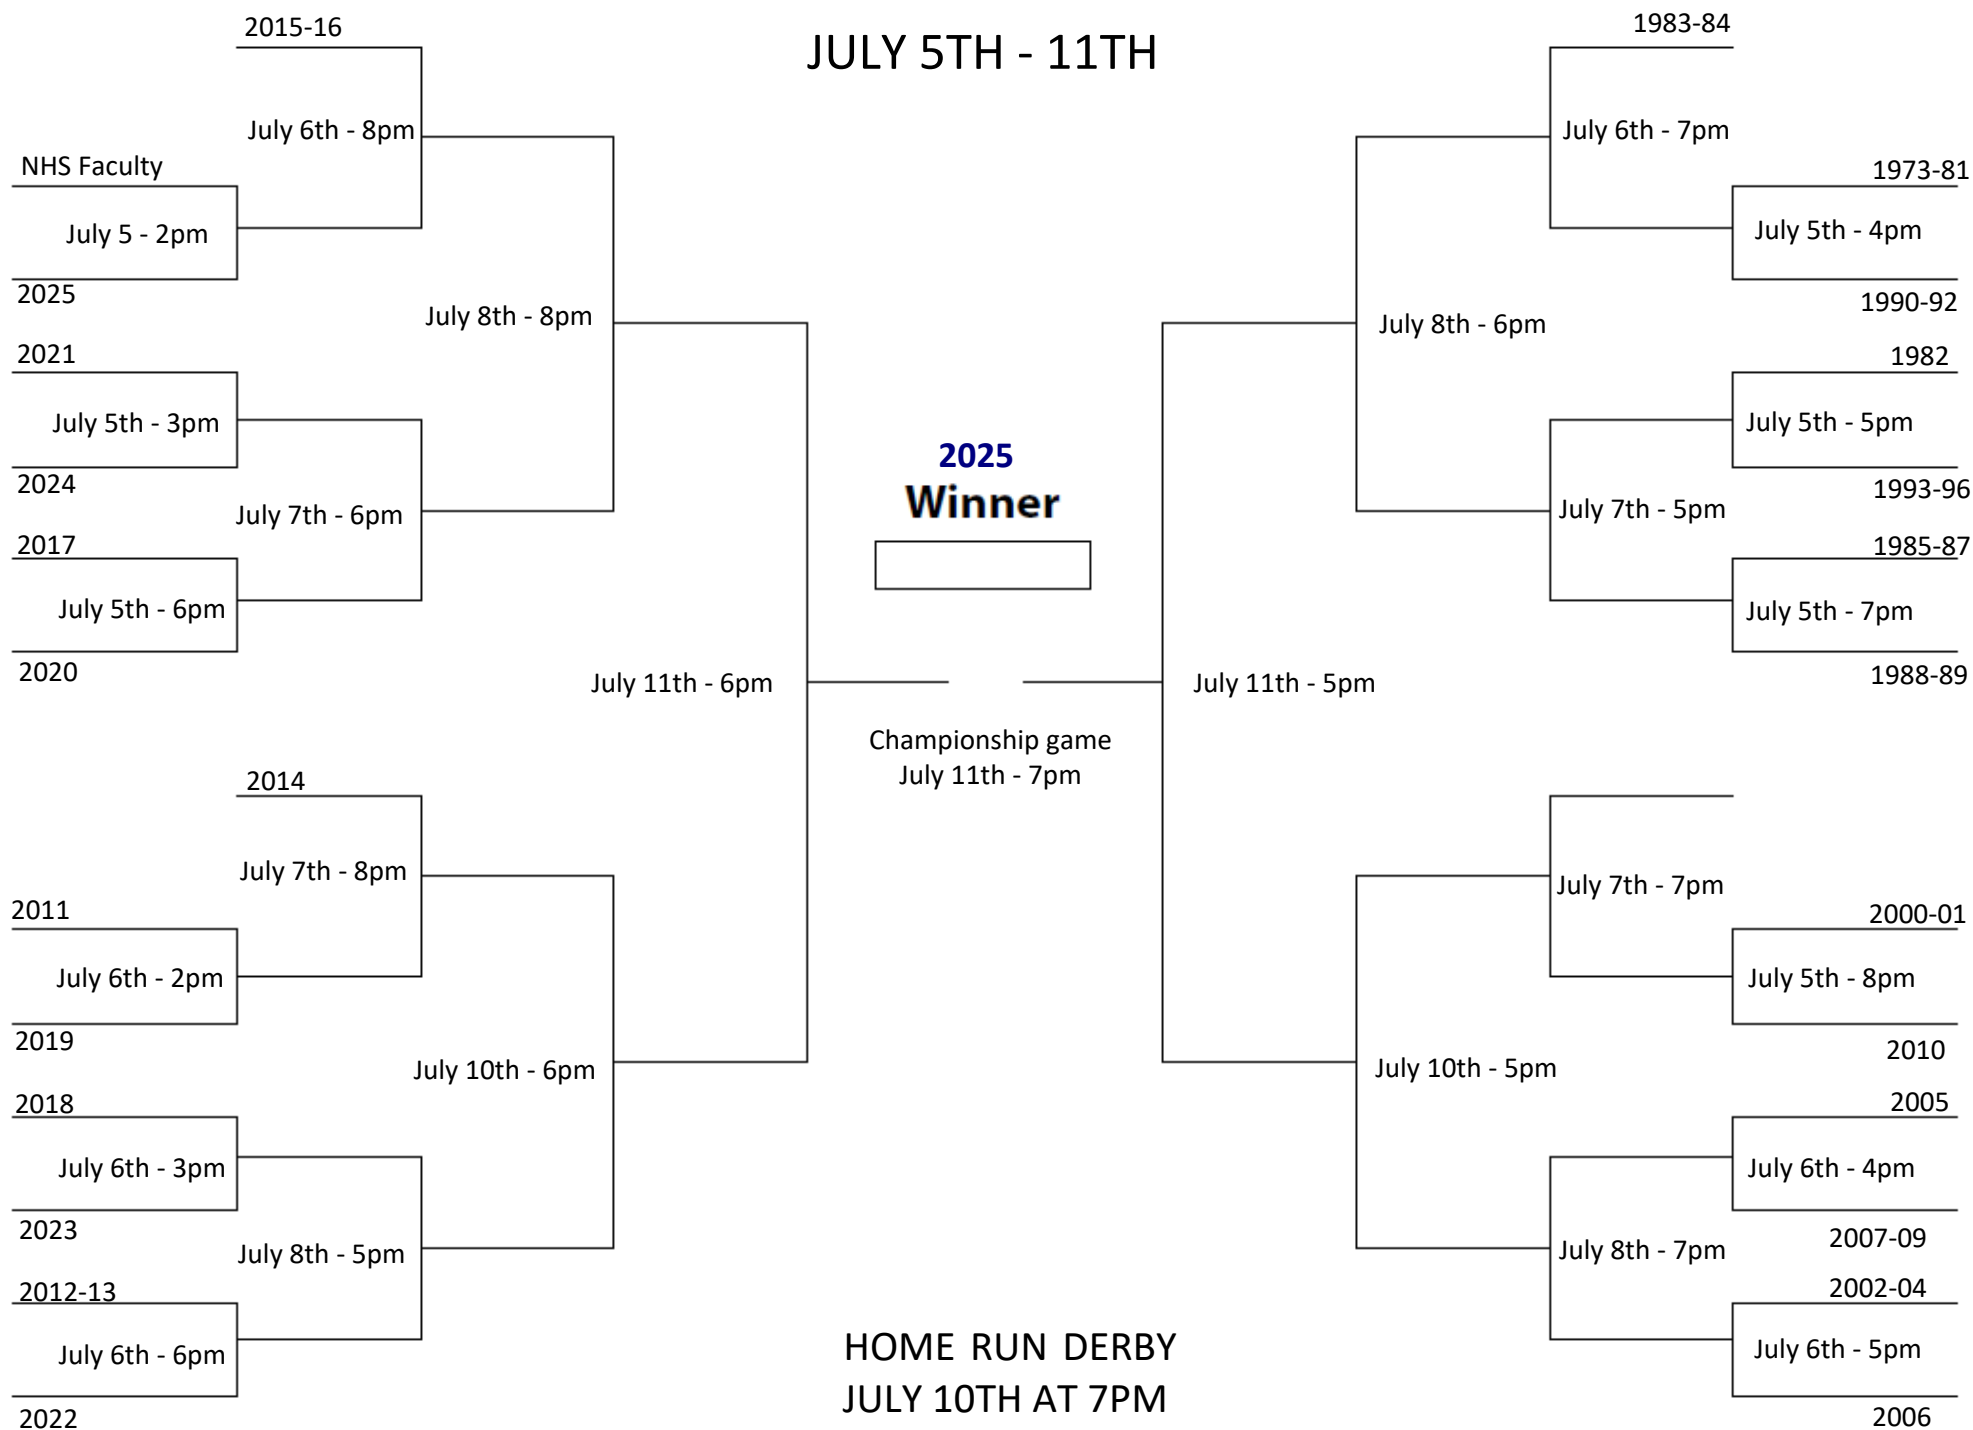 JULY 5TH - 11TH
2015-16
July 6th - 8pm
NHS Faculty
July 5 - 2pm
2025
July 8th - 8pm
2021
July 5th - 3pm
2024
July 7th - 6pm
2017
July 5th - 6pm
2020
July 11th - 6pm
2014
July 7th - 8pm
2011
July 6th - 2pm
2019
July 10th - 6pm
2018
July 6th - 3pm
2023
July 8th - 5pm
2012-13
July 6th - 6pm
2022
2025
Winner
Championship game
July 11th - 7pm
HOME RUN DERBY
JULY 10TH AT 7PM
1983-84
July 6th - 7pm
1973-81
July 5th - 4pm
1990-92
July 8th - 6pm
1982
July 5th - 5pm
1993-96
July 7th - 5pm
1985-87
July 5th - 7pm
1988-89
July 11th - 5pm
July 7th - 7pm
2000-01
July 5th - 8pm
2010
July 10th - 5pm
2005
July 6th - 4pm
2007-09
July 8th - 7pm
2002-04
July 6th - 5pm
2006